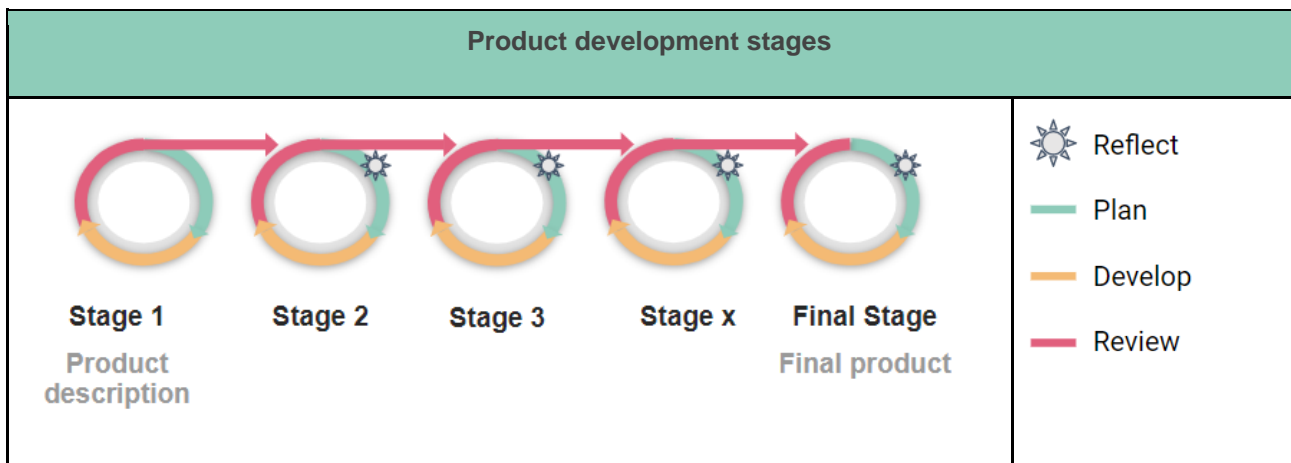 Product development stages
Reflect
Plan
Develop
Review
Stage 1
Stage 2
Stage 3
Stage x
Final Stage
Product
description
Final product